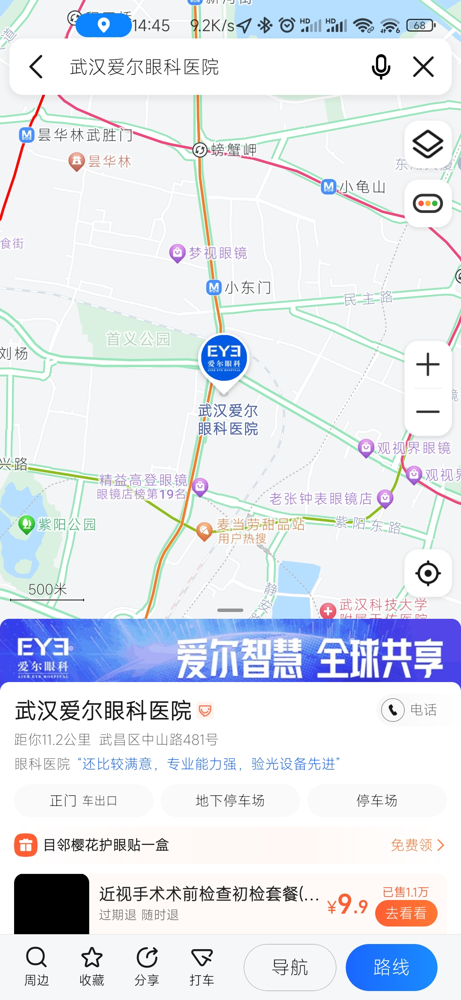 新河街
14:45 9.2K/s HD HD 6 68
武汉爱尔眼科医院
昙华林武胜门
螃蟹岬
昙华林
小龟山
食街
梦视眼镜
小东门
民主路
首义公园
刘杨
EYE
爱尔眼科
AIER EYE HOSPITAL
武汉爱尔
眼科医院
观视界眼镜
兴路
观视界
精益高登眼镜
眼镜店榜第19名
老张钟表眼镜店
紫阳公园
麦当劳甜品站
用户热搜
紫阳东路
500米
静安路
武汉科技大学
附属天佑医院
EYE
爱尔眼科
AIER EYE HOSPITAL
爱尔智慧 全球共享
武汉爱尔眼科医院
电话
距你11.2公里 武昌区中山路481号
眼科医院 “还比较满意，专业能力强，验光设备先进”
正门 车出口
地下停车场
停车场
目邻樱花护眼贴一盒
免费领
近视手术术前检查初检套餐(...
过期退 随时退
¥9.9
已售1.1万
去看看
周边
收藏
分享
打车
导航
路线